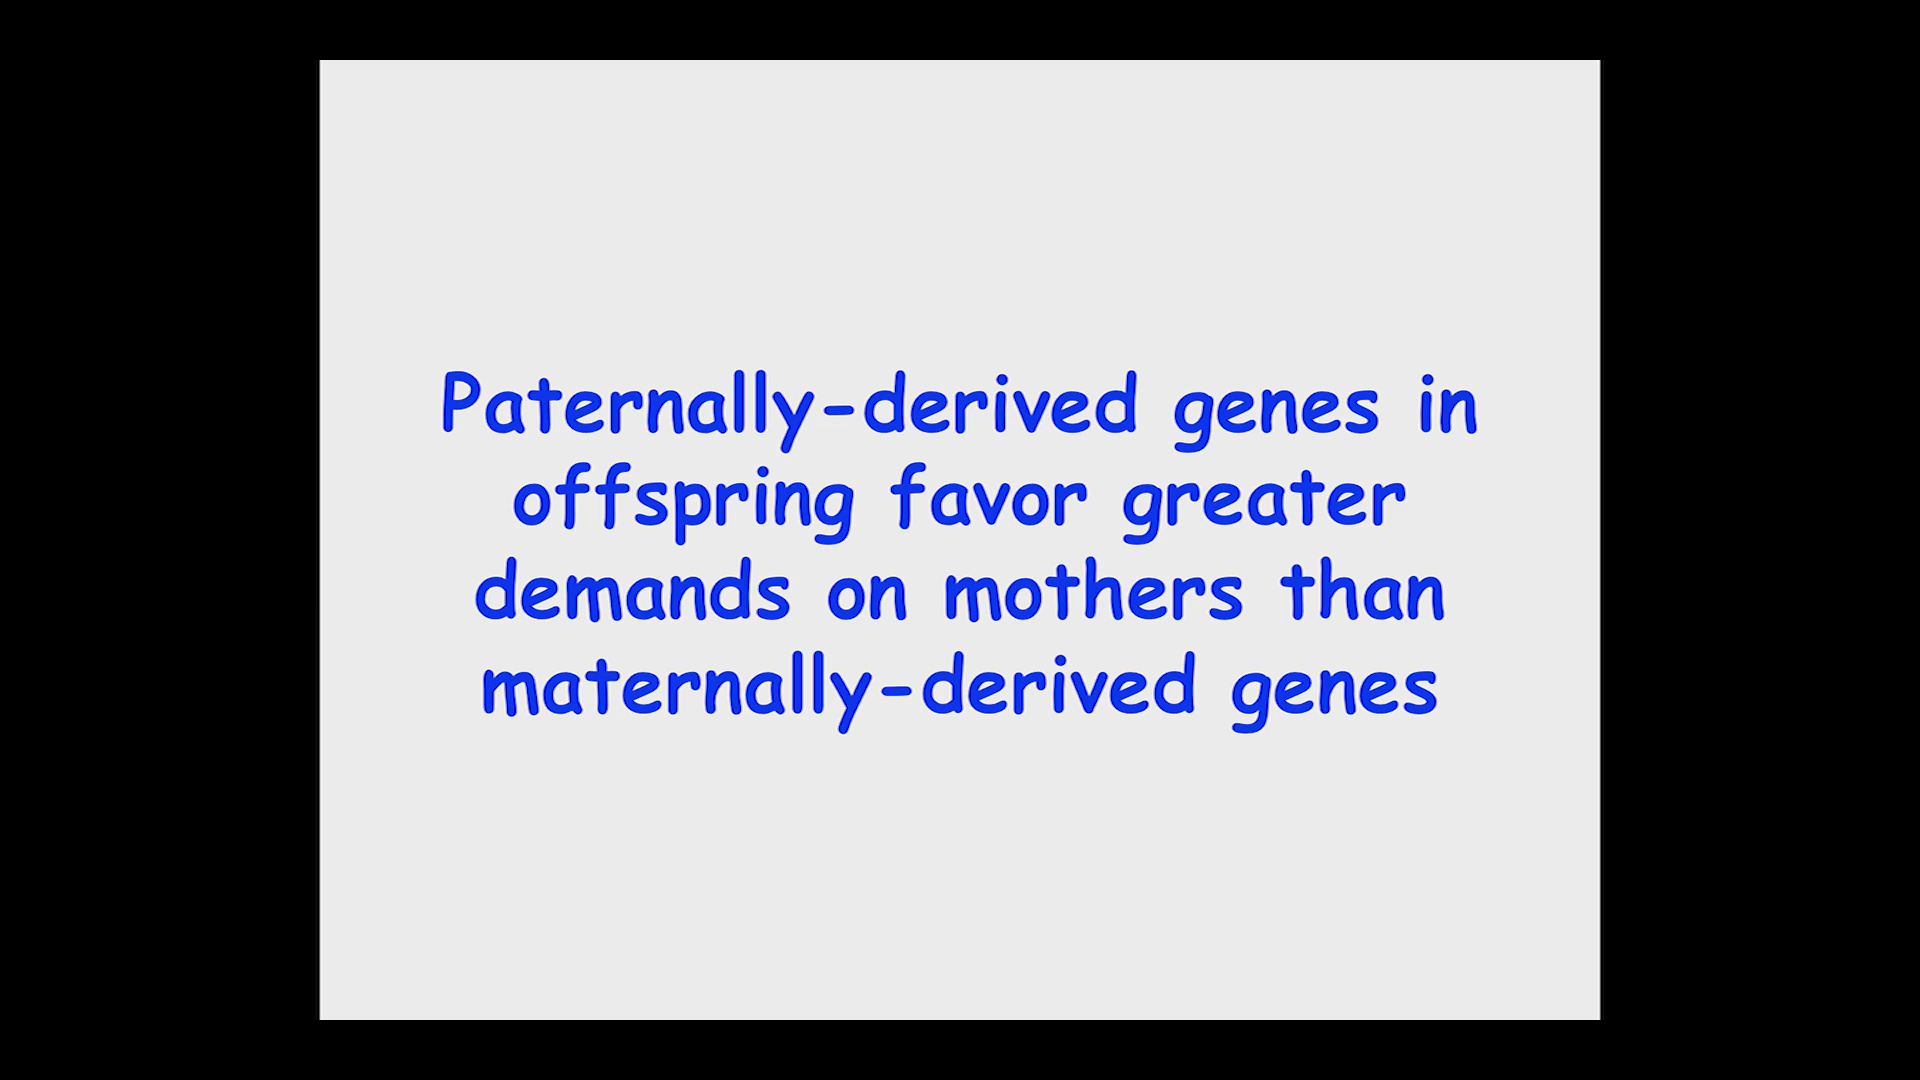 Paternally-derived genes in
offspring favor greater
demands on mothers than
maternally-derived genes